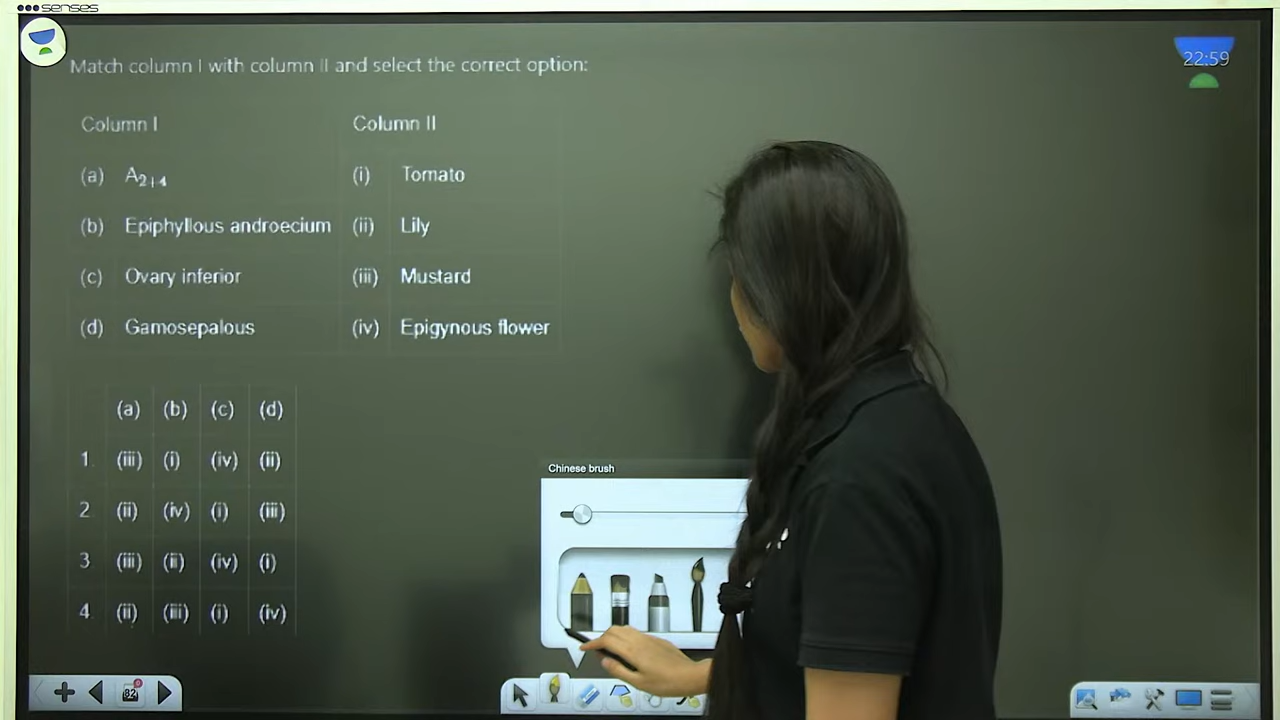 senses
22:59
Match column I with column II and select the correct option:
Column I Column II
(a) A2+4 (i) Tomato
(b) Epiphyllous androecium (ii) Lily
(c) Ovary inferior (iii) Mustard
(d) Gamosepalous (iv) Epigynous flower
(a) (b) (c) (d)
1. (iii) (i) (iv) (ii)
2 (ii) (iv) (i) (iii)
3 (iii) (ii) (iv) (i)
4 (ii) (iii) (i) (iv)
Chinese brush
82